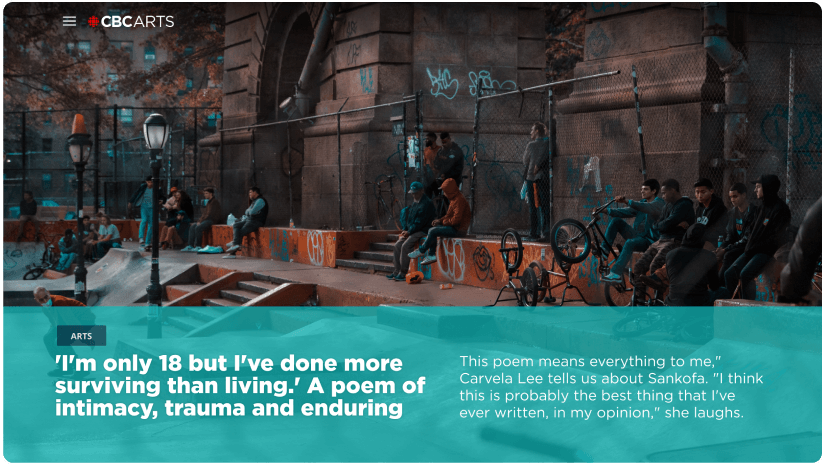 CBCARTS
ARTS
'I'm only 18 but I've done more
surviving than living.' A poem of
intimacy, trauma and enduring
This poem means everything to me,"
Carvela Lee tells us about Sankofa. "I think
this is probably the best thing that I've
ever written, in my opinion," she laughs.